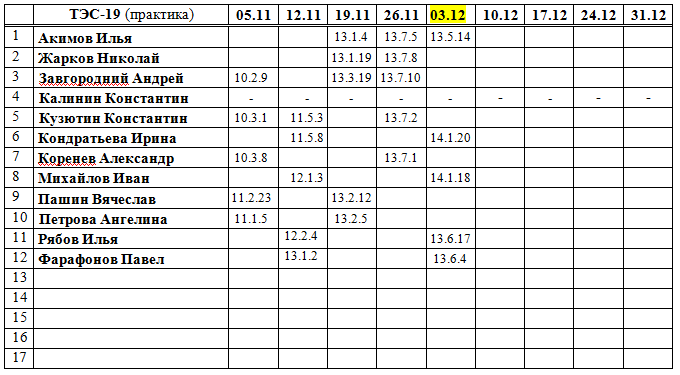 ТЭС-19 (практика) 05.11 12.11 19.11 26.11 03.12 10.12 17.12 24.12 31.12
1 Акимов Илья 13.1.4 13.7.5 13.5.14
2 Жарков Николай 13.1.19 13.7.8
3 Завгородний Андрей 10.2.9 13.3.19 13.7.10
4 Калинин Константин - - - - - - - - -
5 Кузютин Константин 10.3.1 11.5.3 13.7.2
6 Кондратьева Ирина 11.5.8 14.1.20
7 Коренев Александр 10.3.8 13.7.1
8 Михайлов Иван 12.1.3 14.1.18
9 Пашин Вячеслав 11.2.23 13.2.12
10 Петрова Ангелина 11.1.5 13.2.5
11 Рябов Илья 12.2.4 13.6.17
12 Фарафонов Павел 13.1.2 13.6.4
13
14
15
16
17